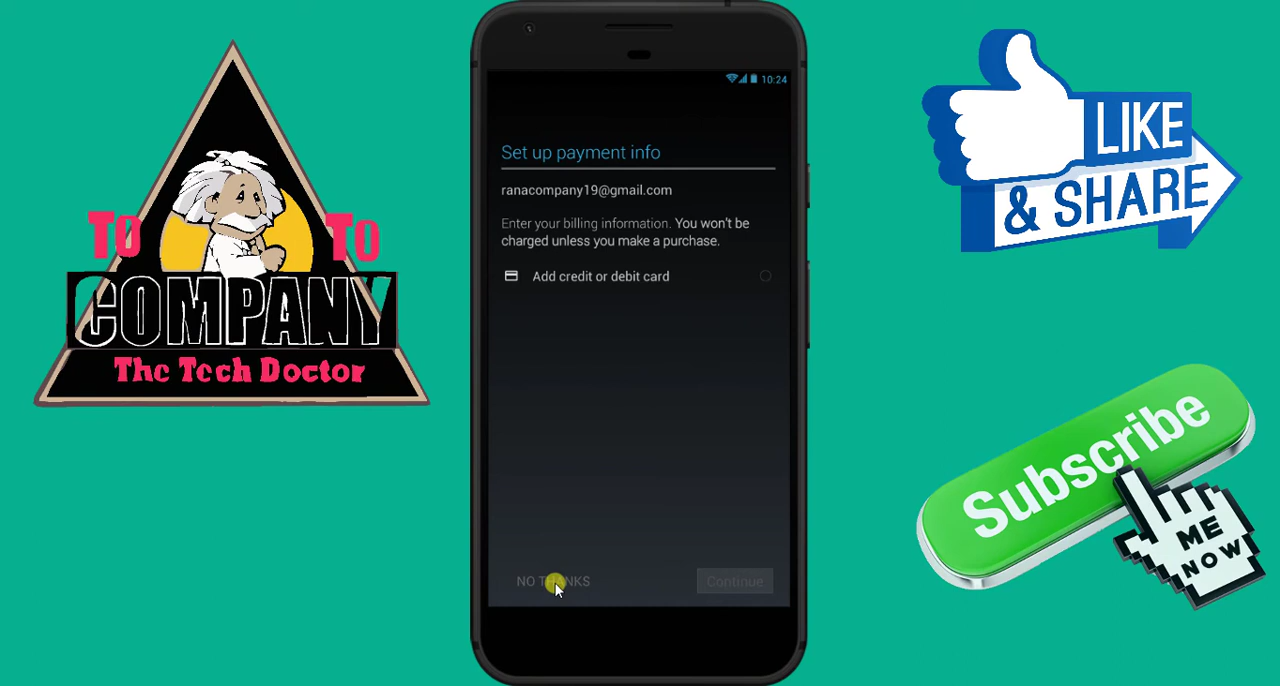 TO TO
COMPANY
The Tech Doctor
10:24
Set up payment info
ranacompany19@gmail.com
Enter your billing information. You won't be
charged unless you make a purchase.
Add credit or debit card
NO THANKS
Continue
LIKE
& SHARE
Subscribe
ME
NOW